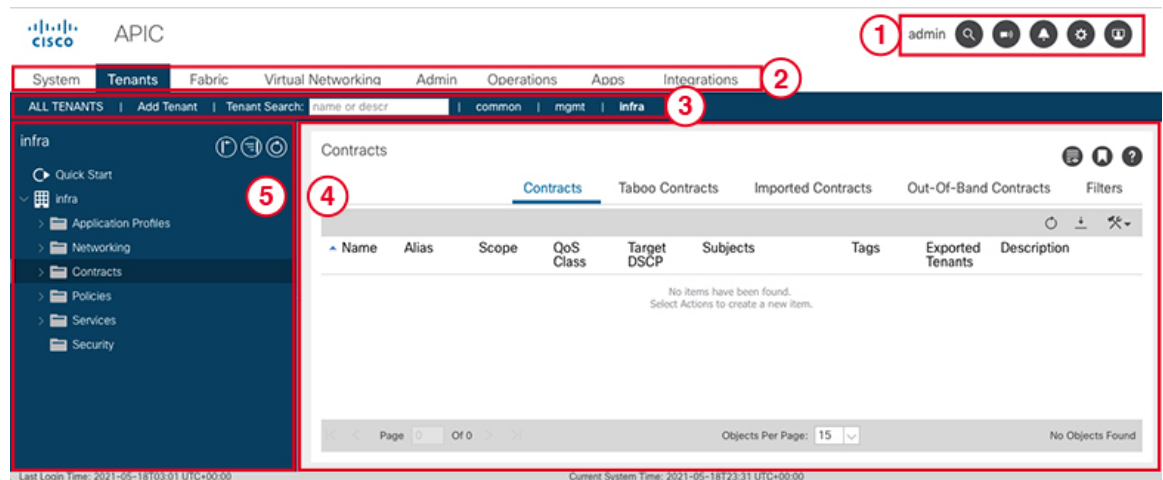 CISCO APIC
1 admin
System Tenants Fabric Virtual Networking Admin Operations Apps Integrations 2
ALL TENANTS | Add Tenant | Tenant Search: name or descr | common | mgmt | infra 3
infra
Quick Start
infra 5
Application Profiles
Networking
Contracts
Policies
Services
Security
Contracts
4 Contracts Taboo Contracts Imported Contracts Out-Of-Band Contracts Filters
Name Alias Scope QoS Class Target DSCP Subjects Tags Exported Tenants Description
No items have been found.
Select Actions to create a new item.
Page 0 Of 0 Objects Per Page: 15 No Objects Found
Last Login Time: 2021-05-18T03:01 UTC+00:00 Current System Time: 2021-05-18T23:31 UTC+00:00